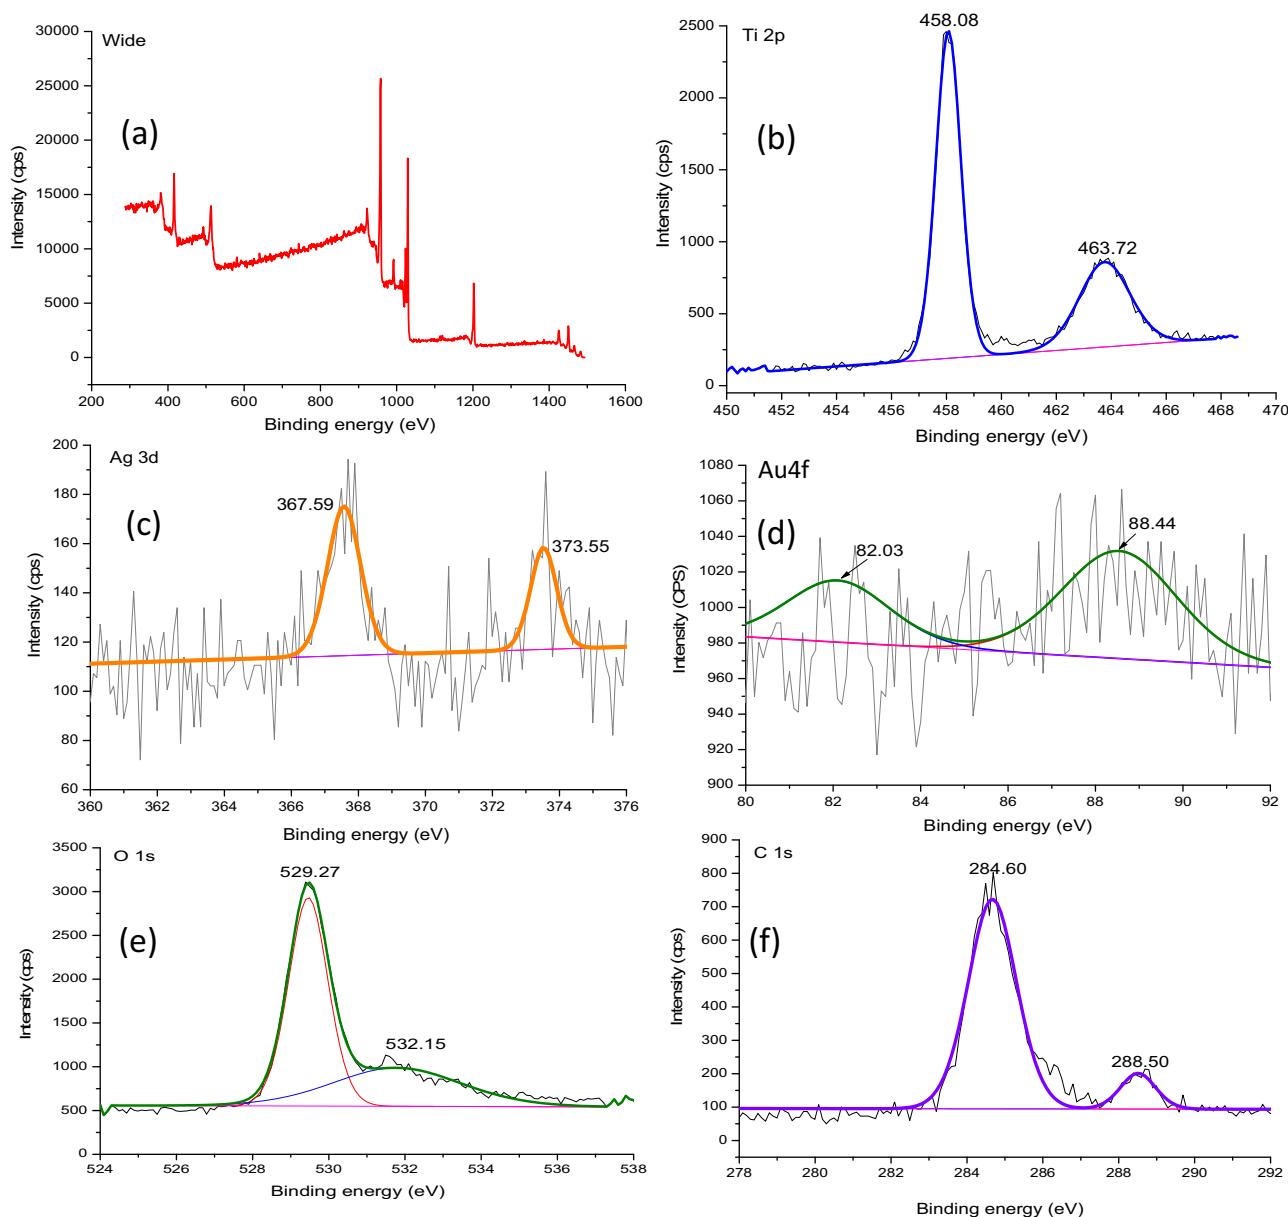 Wide
(a)
Intensity (cps)
30000
25000
20000
15000
10000
5000
0
200 400 600 800 1000 1200 1400 1600
Binding energy (eV)
Ti 2p
458.08
(b)
463.72
Intensity (cps)
2500
2000
1500
1000
500
0
450 452 454 456 458 460 462 464 466 468 470
Binding energy (eV)
Ag 3d
(c)
367.59
373.55
Intensity (cps)
200
180
160
140
120
100
80
60
360 362 364 366 368 370 372 374 376
Binding energy (eV)
Au4f
(d)
82.03
88.44
Intensity (CPS)
1080
1060
1040
1020
1000
980
960
940
920
900
80 82 84 86 88 90 92
Binding energy (eV)
O 1s
529.27
(e)
532.15
Intensity (cps)
3500
3000
2500
2000
1500
1000
500
0
524 526 528 530 532 534 536 538
Binding energy (eV)
C 1s
284.60
(f)
288.50
Intensity (cps)
900
800
700
600
500
400
300
200
100
0
278 280 282 284 286 288 290 292
Binding energy (eV)